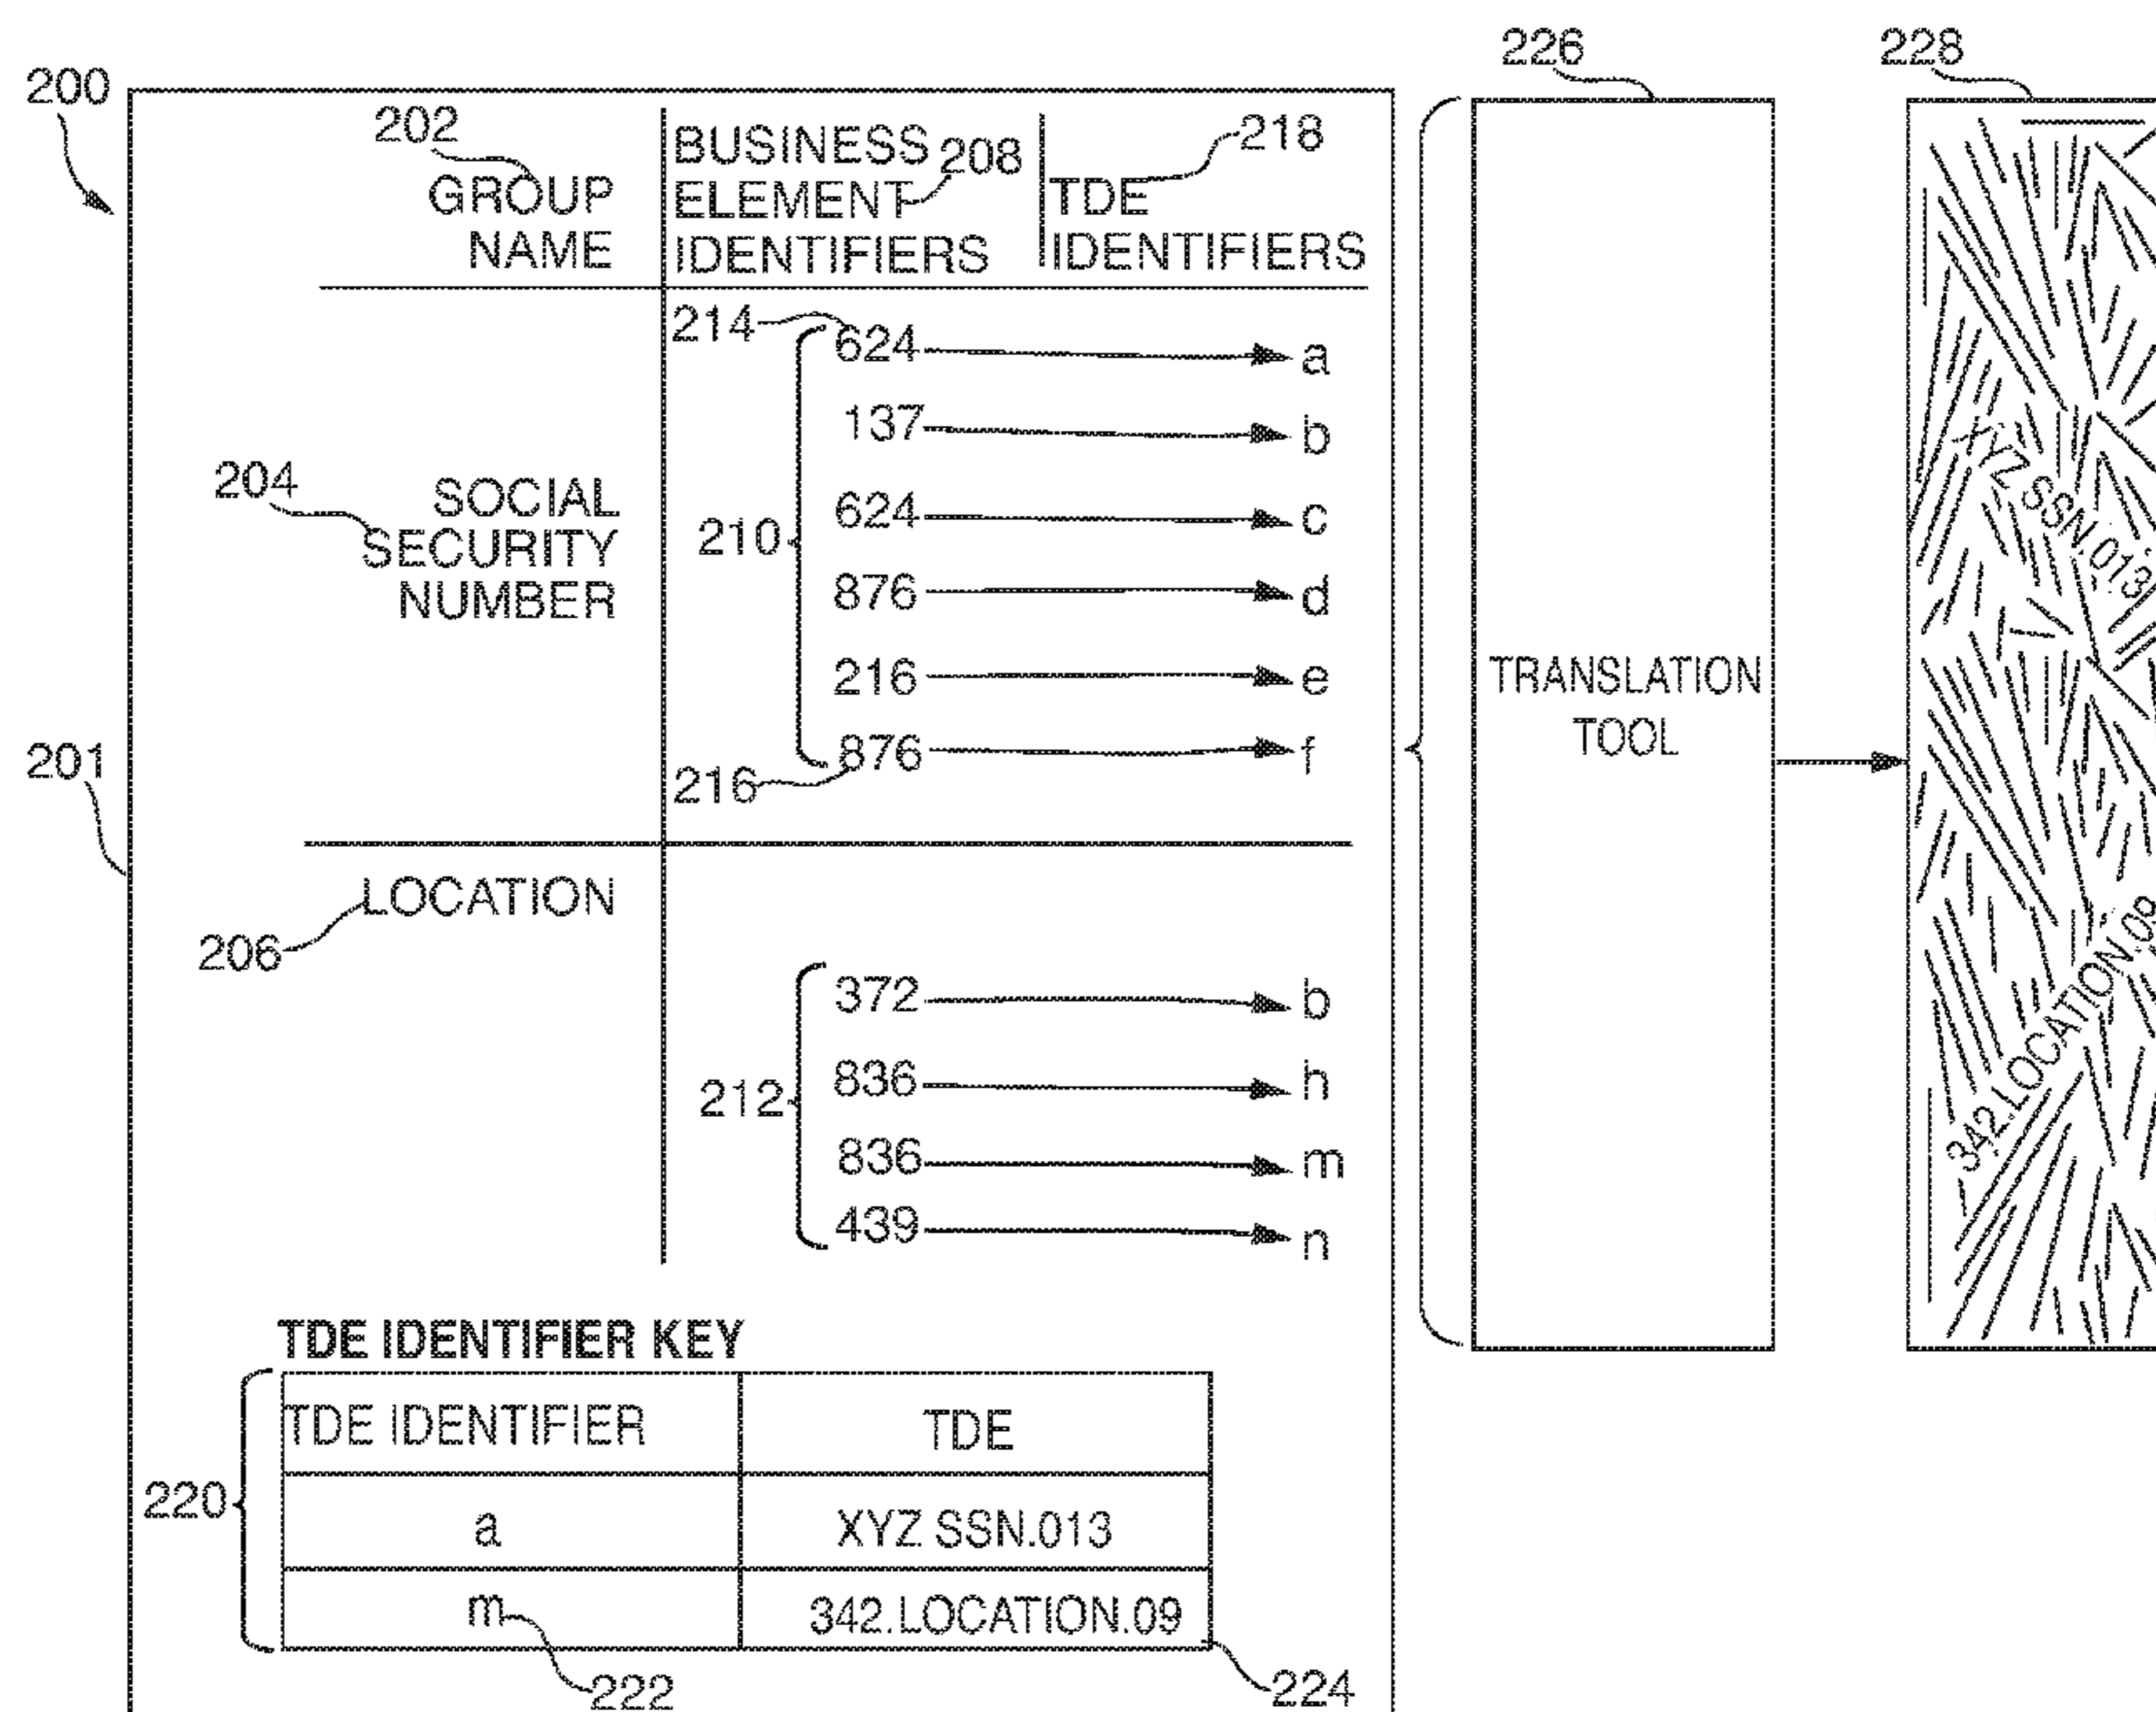 226
228
200
202
GROUP
NAME
BUSINESS
ELEMENT
IDENTIFIERS
208
218
TDE
IDENTIFIERS
214
624 a
137 b
204
SOCIAL
SECURITY
NUMBER
210
624 c
876 d
216 e
876 f
216
TRANSLATION
TOOL
XYZ SSN.013
201
LOCATION
206
372 b
212
836 h
836 m
439 n
342.LOCATION.09
TDE IDENTIFIER KEY
220
TDE IDENTIFIER TDE
a XYZ SSN.013
m 342.LOCATION.09
222
224